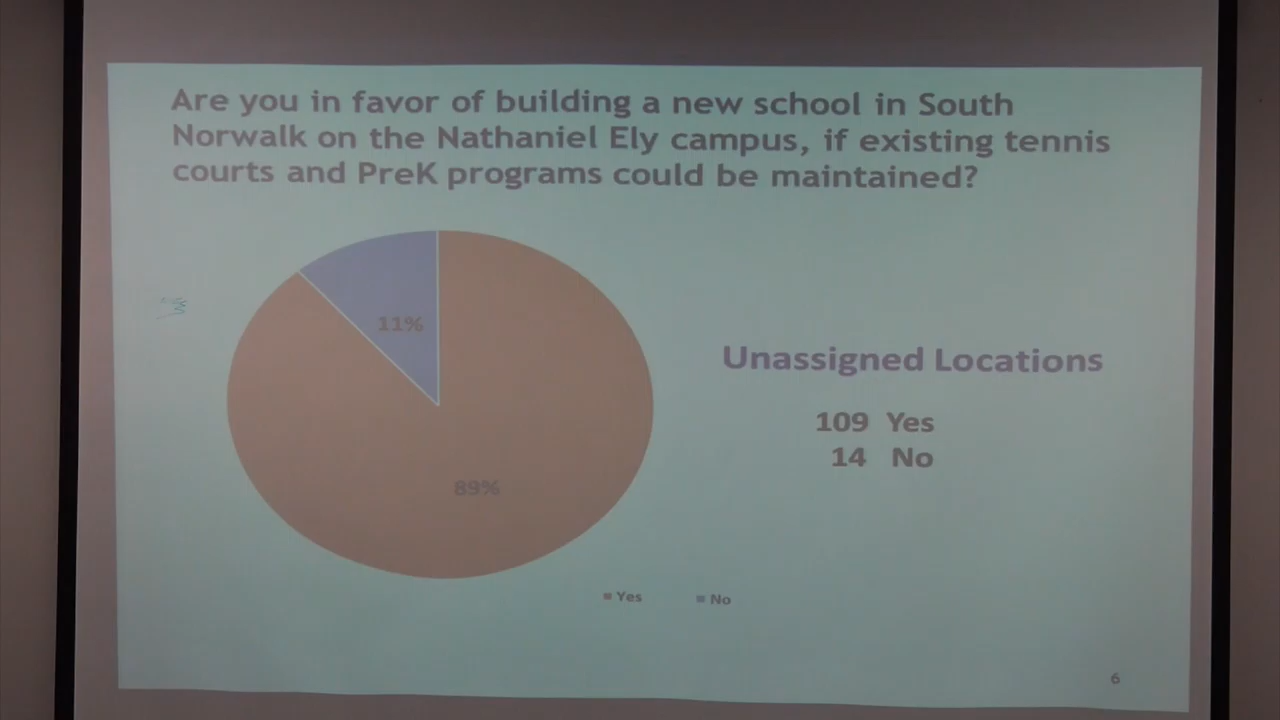 Are you in favor of building a new school in South
Norwalk on the Nathaniel Ely campus, if existing tennis
courts and PreK programs could be maintained?
11%
89%
Unassigned Locations
109 Yes
14 No
Yes No
6